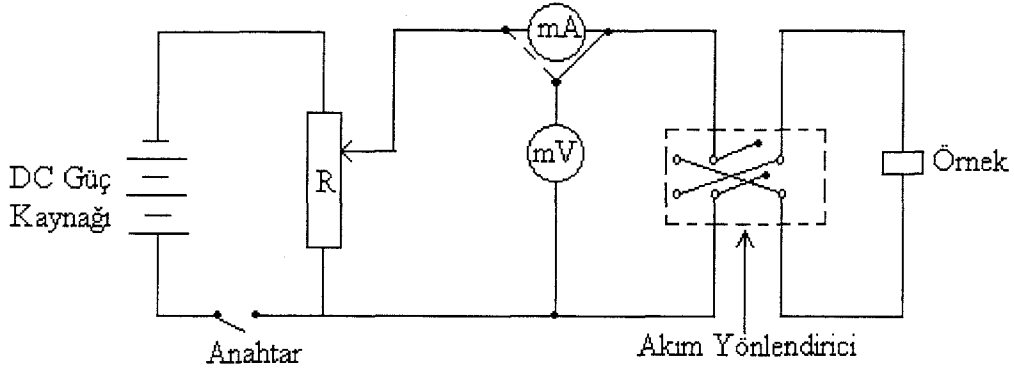 mA
mV
R
DC Güç
Kaynağı
Örnek
Anahtar
Akım Yönlendirici